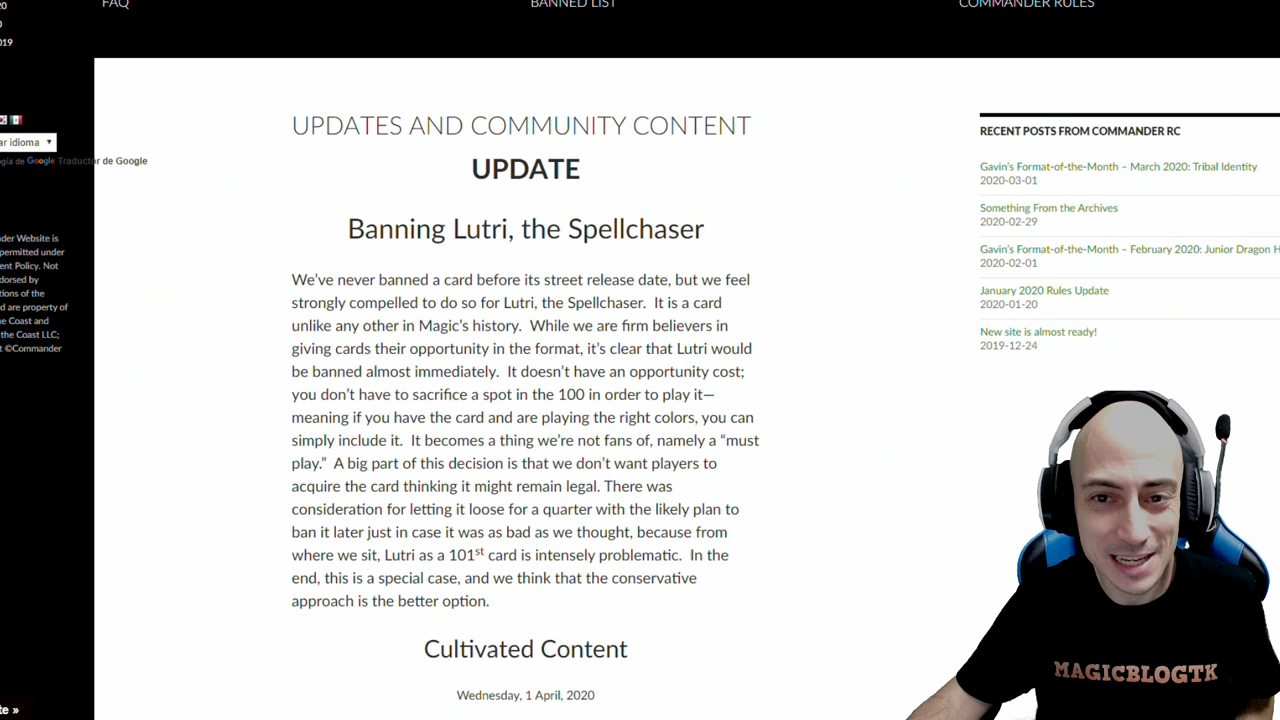 20
FAQ
BANNED LIST
COMMANDER RULES
0
019
ar idioma
ogía de Google Traductor de Google
UPDATES AND COMMUNITY CONTENT
UPDATE
Banning Lutri, the Spellchaser
We've never banned a card before its street release date, but we feel
strongly compelled to do so for Lutri, the Spellchaser. It is a card
unlike any other in Magic's history. While we are firm believers in
giving cards their opportunity in the format, it's clear that Lutri would
be banned almost immediately. It doesn't have an opportunity cost;
you don't have to sacrifice a spot in the 100 in order to play it—
meaning if you have the card and are playing the right colors, you can
simply include it. It becomes a thing we're not fans of, namely a “must
play.” A big part of this decision is that we don't want players to
acquire the card thinking it might remain legal. There was
consideration for letting it loose for a quarter with the likely plan to
ban it later just in case it was as bad as we thought, because from
where we sit, Lutri as a 101st card is intensely problematic. In the
end, this is a special case, and we think that the conservative
approach is the better option.
Cultivated Content
Wednesday, 1 April, 2020
RECENT POSTS FROM COMMANDER RC
Gavin's Format-of-the-Month – March 2020: Tribal Identity
2020-03-01
Something From the Archives
2020-02-29
Gavin's Format-of-the-Month – February 2020: Junior Dragon H
2020-02-01
January 2020 Rules Update
2020-01-20
New site is almost ready!
2019-12-24
der Website is
permitted under
ent Policy. Not
dorsed by
tions of the
d are property of
e Coast and
the Coast LLC;
t ©Commander
te »
MAGICBLOGTK